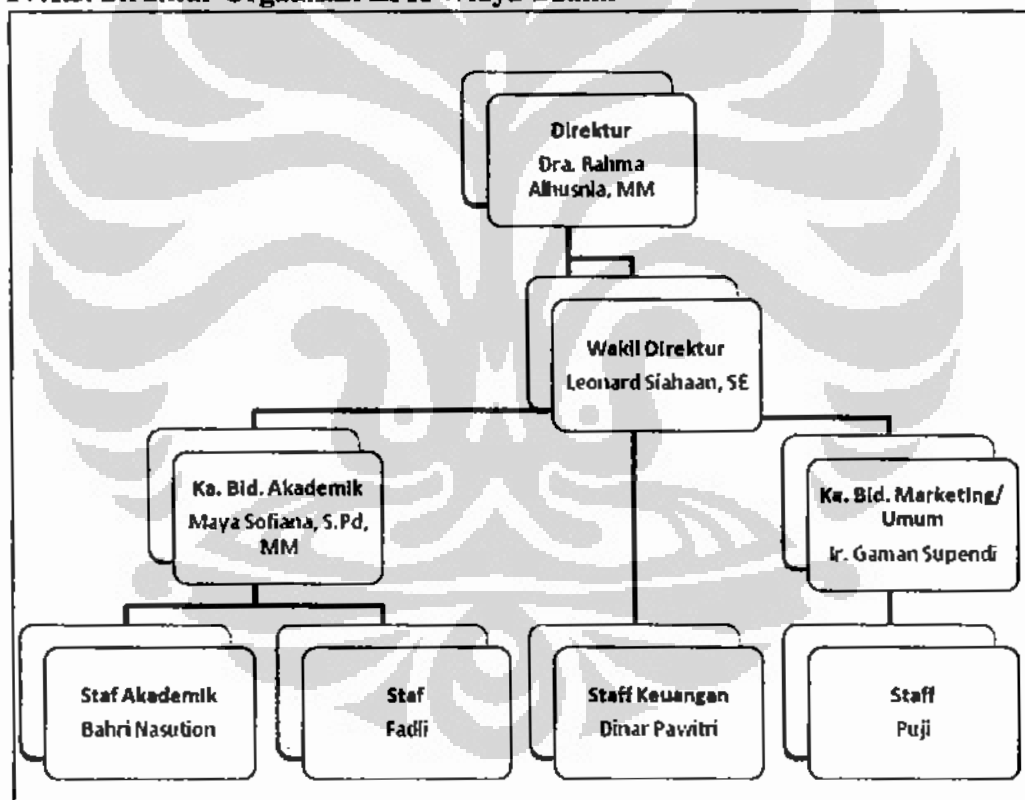 Direktur
Dra. Rahma
Alhusnia, MM
Wakil Direktur
Leonard Siahaan, SE
Ka. Bid. Akademik
Maya Sofiana, S.Pd,
MM
Ka. Bid. Marketing/
Umum
Ir. Gaman Supendi
Staf Akademik
Bahri Nasution
Staf
Fadli
Staff Keuangan
Dinar Pawitri
Staff
Puji